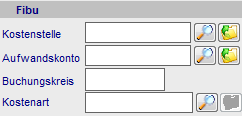 Fibu
Kostenstelle
Aufwandskonto
Buchungskreis
Kostenart